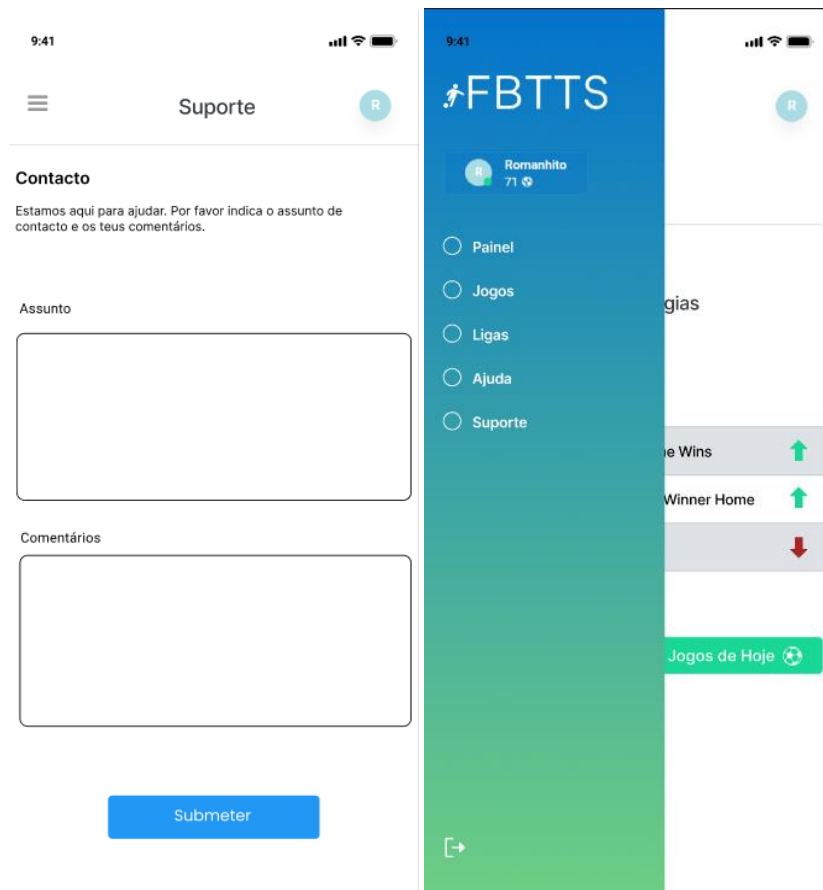 9:41
Suporte
R
Contacto
Estamos aqui para ajudar. Por favor indica o assunto de
contacto e os teus comentários.
Assunto
Comentários
Submeter
9:41
FBTTS
R
R
Romanhito
71
Painel
Jogos
Ligas
Ajuda
Suporte
gias
e Wins
Winner Home
Jogos de Hoje